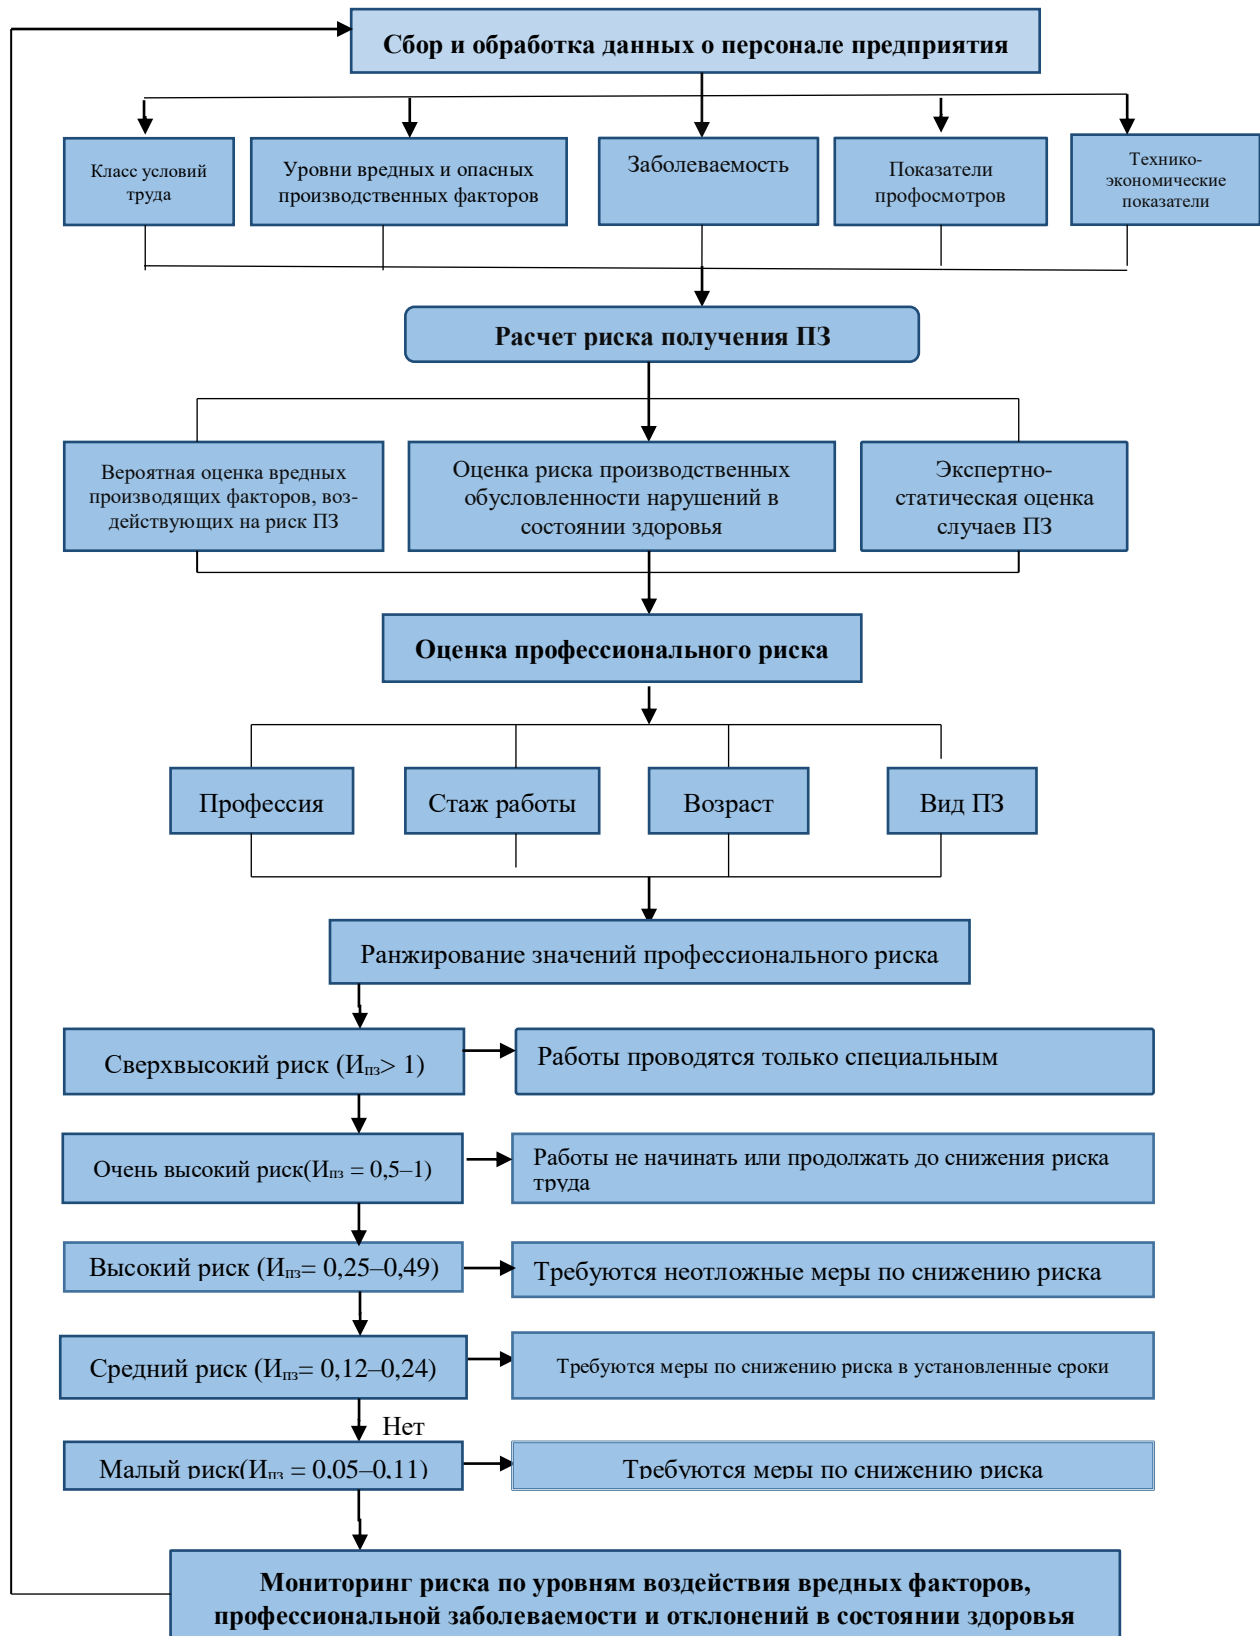 Сбор и обработка данных о персонале предприятия
Класс условий
труда
Уровни вредных и опасных
производственных факторов
Заболеваемость
Показатели
профосмотров
Технико-
экономические
показатели
Расчет риска получения ПЗ
Вероятная оценка вредных
производящих факторов, воз-
действующих на риск ПЗ
Оценка риска производственных
обусловленности нарушений в
состоянии здоровья
Экспертно-
статическая оценка
случаев ПЗ
Оценка профессионального риска
Профессия
Стаж работы
Возраст
Вид ПЗ
Ранжирование значений профессионального риска
Сверхвысокий риск (Ипз> 1)
Работы проводятся только специальным
Очень высокий риск(Ипз = 0,5–1)
Работы не начинать или продолжать до снижения риска
труда
Высокий риск (Ипз= 0,25–0,49)
Требуются неотложные меры по снижению риска
Средний риск (Ипз= 0,12–0,24)
Требуются меры по снижению риска в установленные сроки
Нет
Малый риск(Ипз = 0,05–0,11)
Требуются меры по снижению риска
Мониторинг риска по уровням воздействия вредных факторов,
профессиональной заболеваемости и отклонений в состоянии здоровья